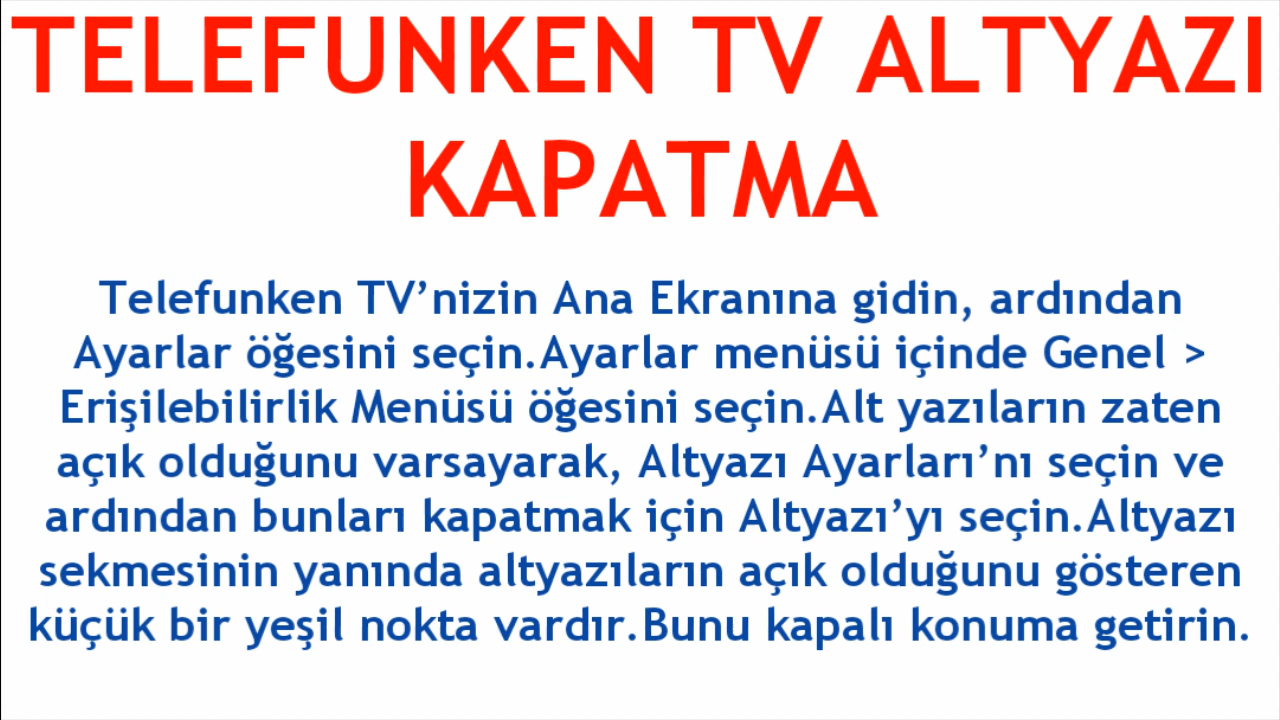 TELEFUNKEN TV ALTYAZI
KAPATMA
Telefunken TV’nizin Ana Ekranına gidin, ardından
Ayarlar öğesini seçin.Ayarlar menüsü içinde Genel >
Erişilebilirlik Menüsü öğesini seçin.Alt yazıların zaten
açık olduğunu varsayarak, Altyazı Ayarları’nı seçin ve
ardından bunları kapatmak için Altyazı’yı seçin.Altyazı
sekmesinin yanında altyazıların açık olduğunu gösteren
küçük bir yeşil nokta vardır.Bunu kapalı konuma getirin.